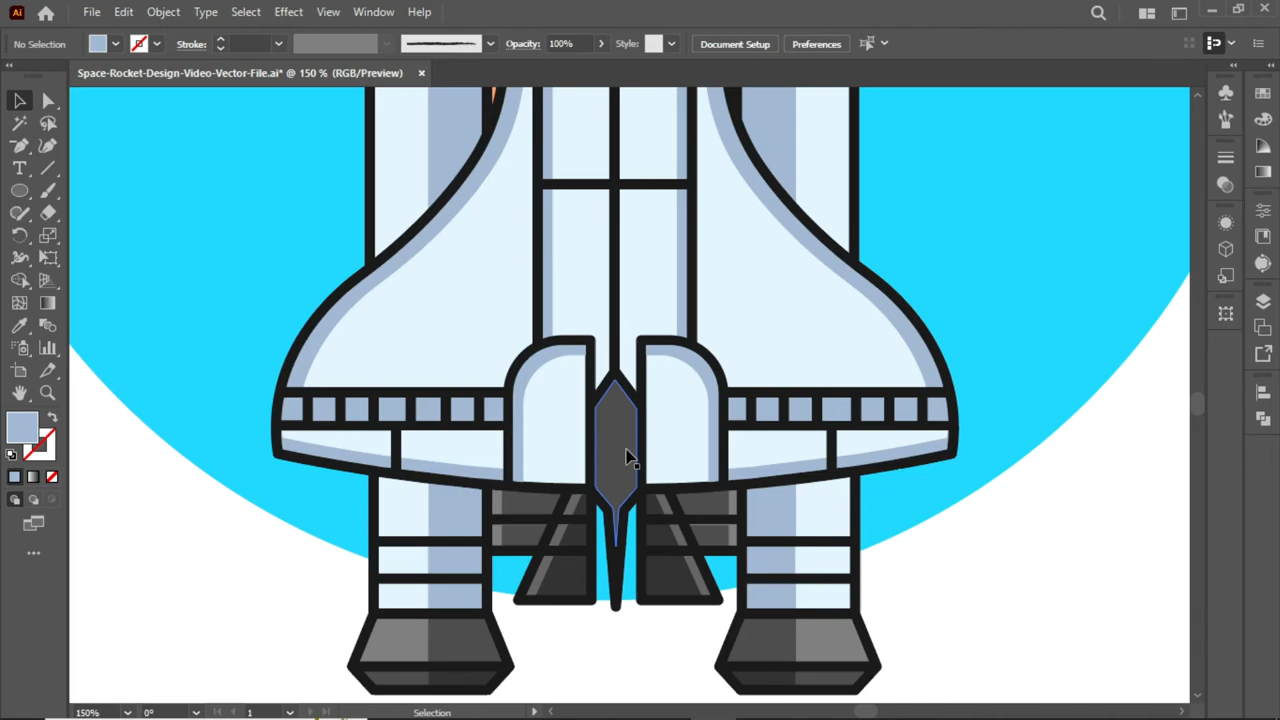 Ai File Edit Object Type Select Effect View Window Help
No Selection Stroke: Opacity: 100% Style: Document Setup Preferences
Space-Rocket-Design-Video-Vector-File.ai* @ 150 % (RGB/Preview)
150% 0° 1 Selection